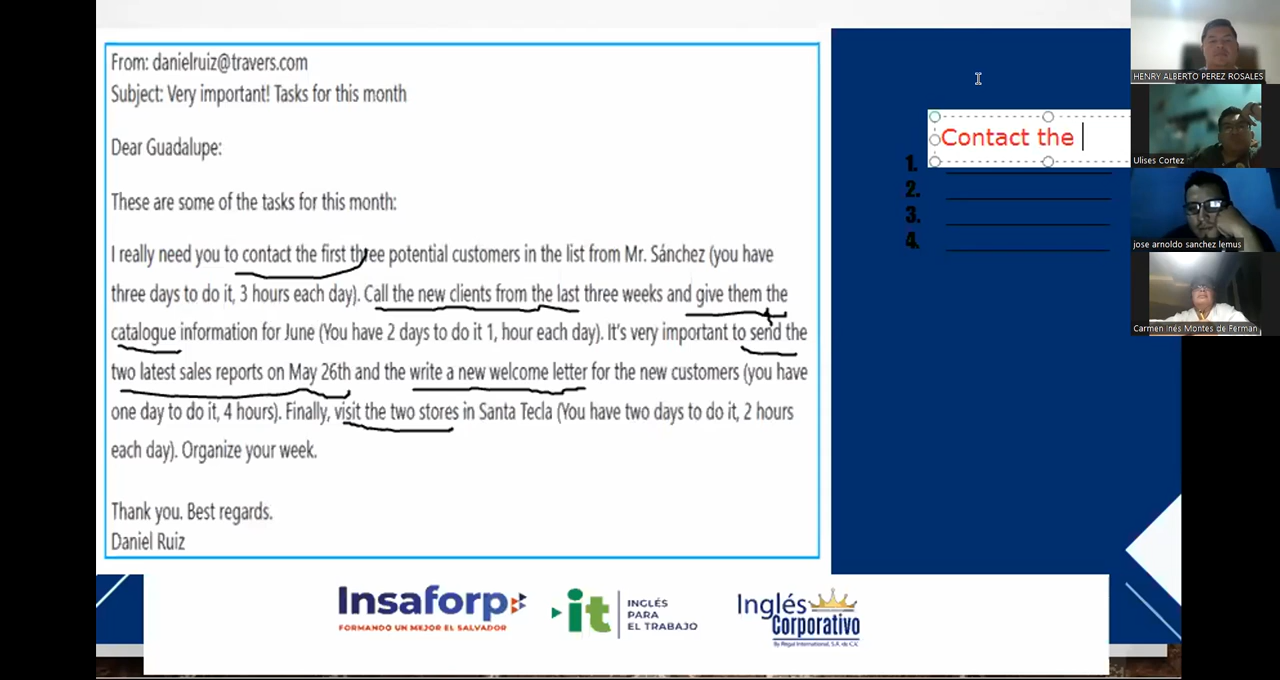 From: danielruiz@travers.com
Subject: Very important! Tasks for this month
Dear Guadalupe:
These are some of the tasks for this month:
I really need you to contact the first three potential customers in the list from Mr. Sánchez (you have
three days to do it, 3 hours each day). Call the new clients from the last three weeks and give them the
catalogue information for June (You have 2 days to do it 1, hour each day). It's very important to send the
two latest sales reports on May 26th and the write a new welcome letter for the new customers (you have
one day to do it, 4 hours). Finally, visit the two stores in Santa Tecla (You have two days to do it, 2 hours
each day). Organize your week.
Thank you. Best regards.
Daniel Ruiz
Contact the
1.
2.
3.
4.
HENRY ALBERTO PEREZ ROSALES
Ulises Cortez
jose arnoldo sanchez lemus
Carmen Inés Montes de Ferman
Insaforp
FORMANDO UN MEJOR EL SALVADOR
it
INGLÉS
PARA
EL TRABAJO
Inglés
Corporativo
By Regal International, S.A. de C.V.